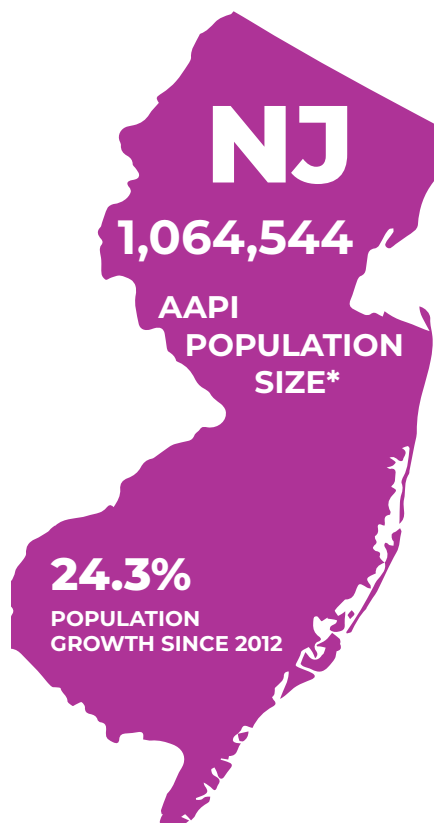 NJ
1,064,544
AAPI
POPULATION
SIZE*
24.3%
POPULATION
GROWTH SINCE 2012